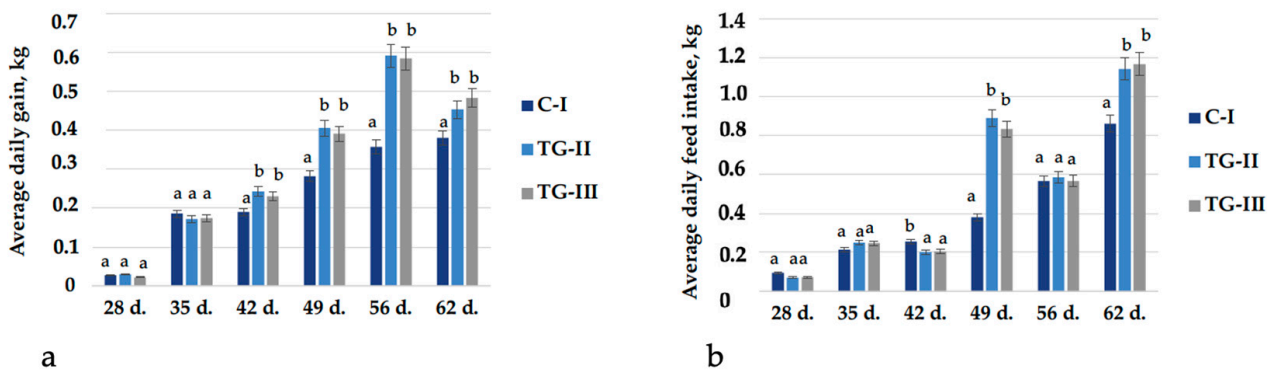 a
Average daily gain, kg
0.7
0.6
0.5
0.4
0.3
0.2
0.1
0
a a a
a a a
a b b
a b b
a b b
a b b
28 d. 35 d. 42 d. 49 d. 56 d. 62 d.
C-I
TG-II
TG-III
a
b.
Average daily feed intake, kg
1.4
1.2
1.0
0.8
0.6
0.4
0.2
0
a a a
a a a
b a a
a b b
a a a
a b b
28 d. 35 d. 42 d. 49 d. 56 d. 62 d.
C-I
TG-II
TG-III
b